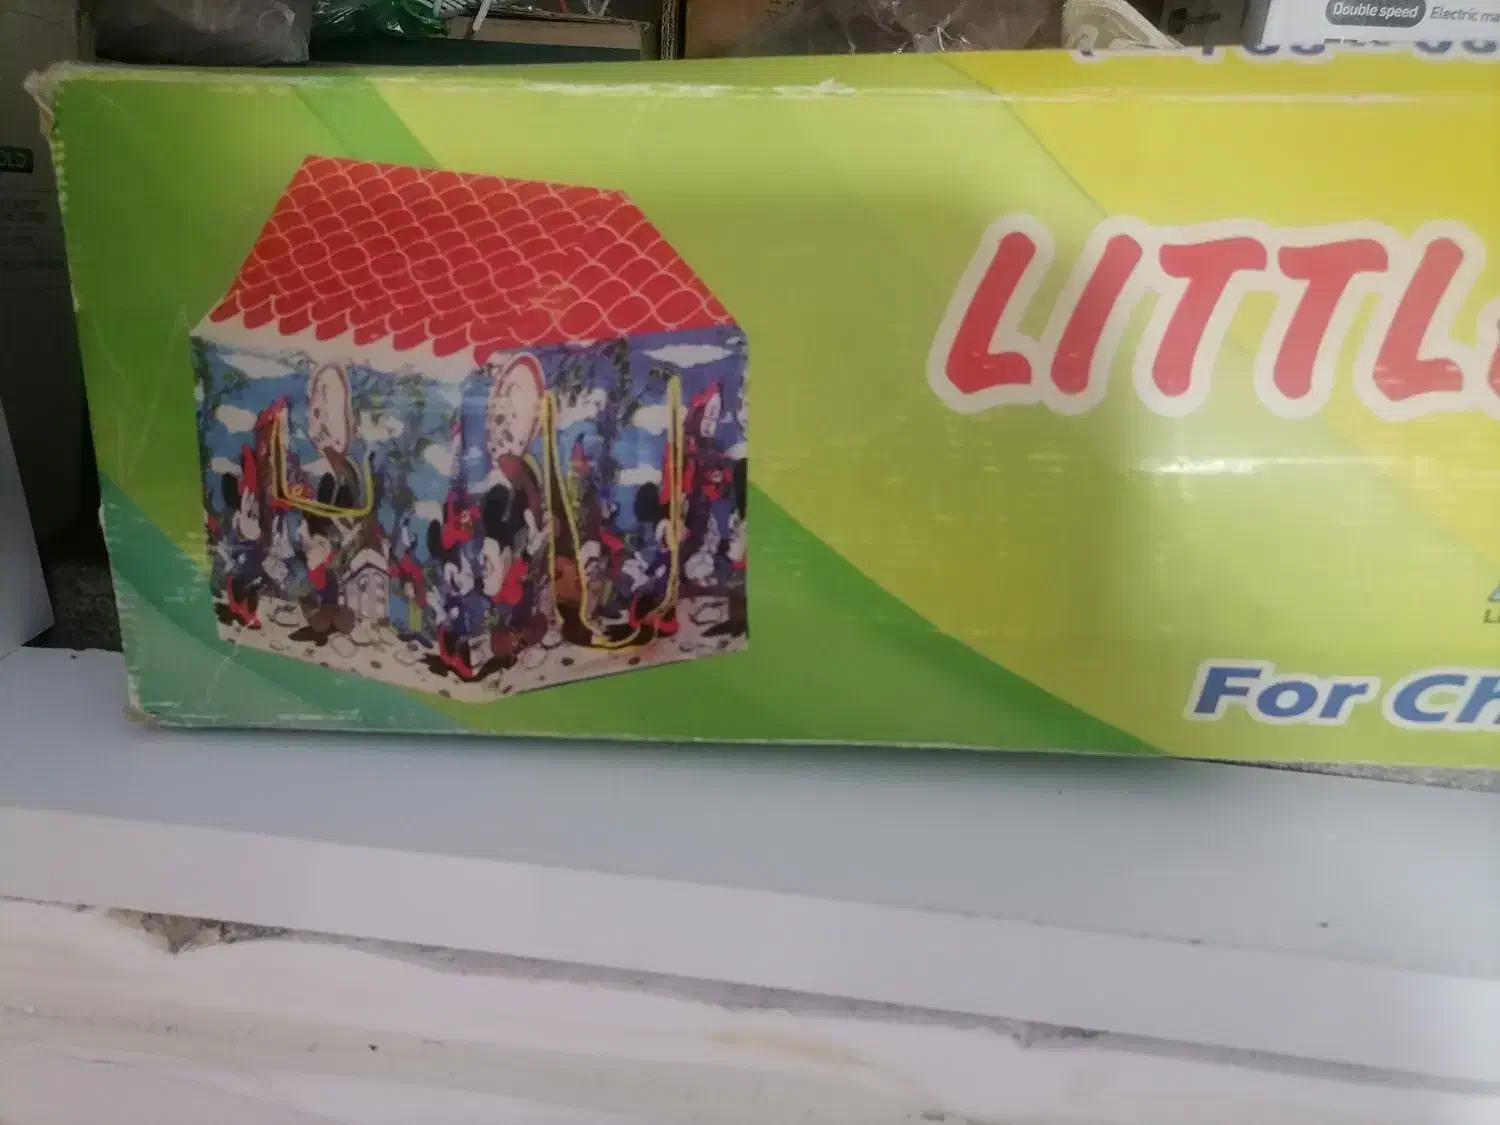 Double speed Electric ma
LITTL
For Ch